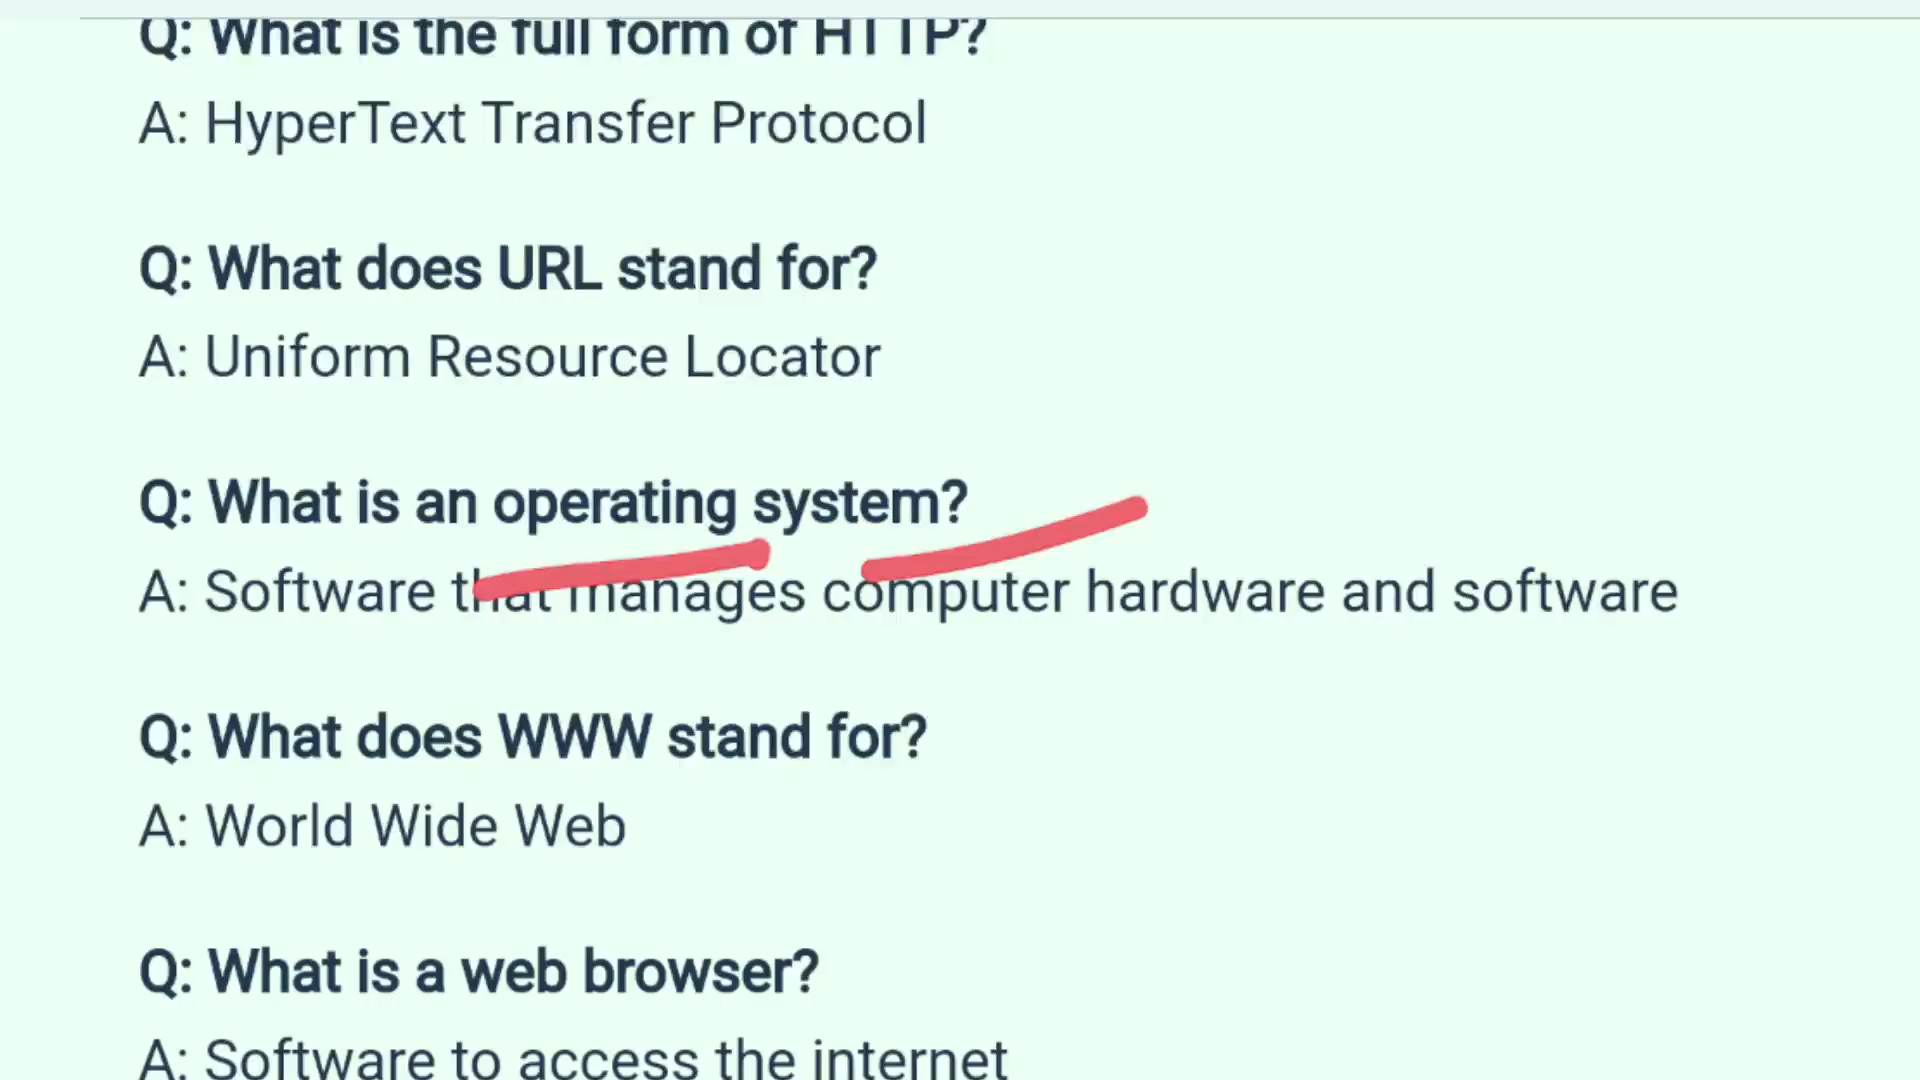 Q: What is the full form of HTTP?
A: HyperText Transfer Protocol
Q: What does URL stand for?
A: Uniform Resource Locator
Q: What is an operating system?
A: Software that manages computer hardware and software
Q: What does WWW stand for?
A: World Wide Web
Q: What is a web browser?
A: Software to access the internet